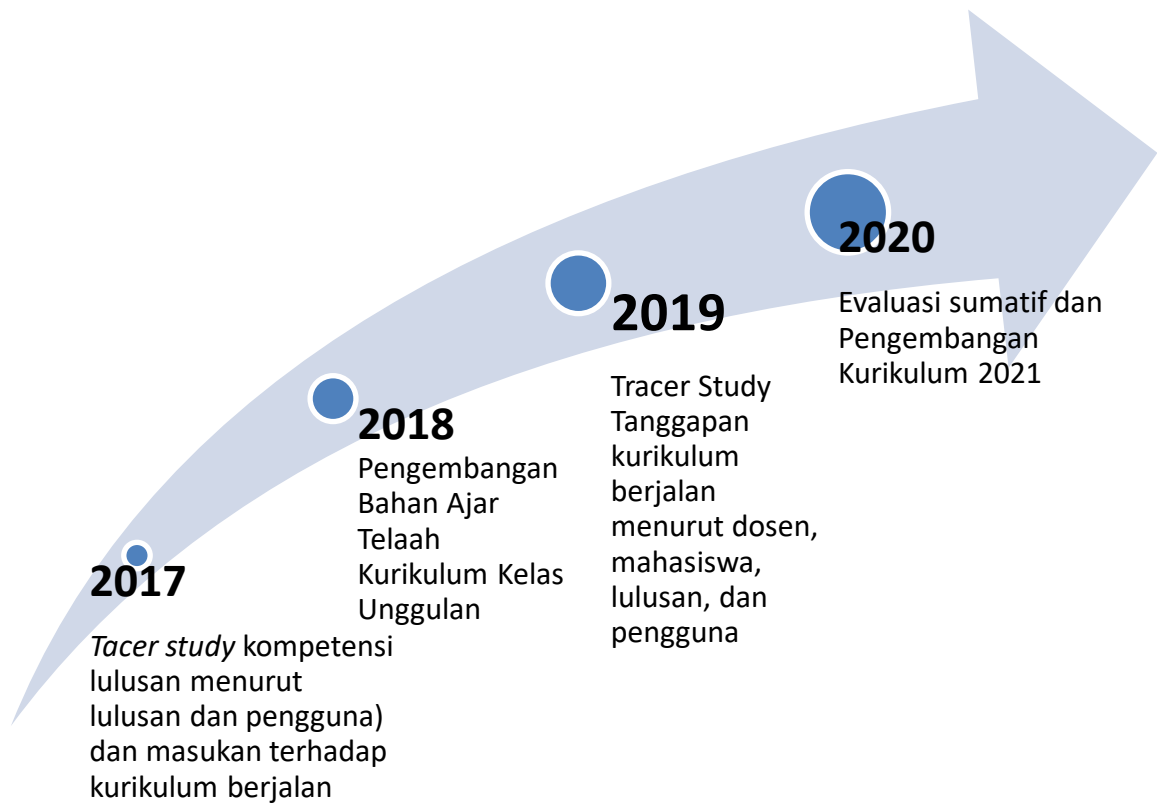 2017
Tacer study kompetensi
lulusan menurut
lulusan dan pengguna)
dan masukan terhadap
kurikulum berjalan
2018
Pengembangan
Bahan Ajar
Telaah
Kurikulum Kelas
Unggulan
2019
Tracer Study
Tanggapan
kurikulum
berjalan
menurut dosen,
mahasiswa,
lulusan, dan
pengguna
2020
Evaluasi sumatif dan
Pengembangan
Kurikulum 2021